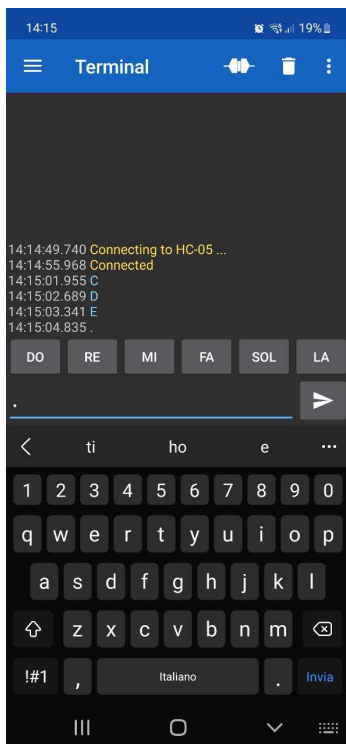 14:15 19%
Terminal
14:14:49.740 Connecting to HC-05 ...
14:14:55.968 Connected
14:15:01.955 C
14:15:02.689 D
14:15:03.341 E
14:15:04.835 .
DO RE MI FA SOL LA
.
ti ho e ...
1 2 3 4 5 6 7 8 9 0
q w e r t y u i o p
a s d f g h j k l
z x c v b n m
!#1 , Italiano . Invia